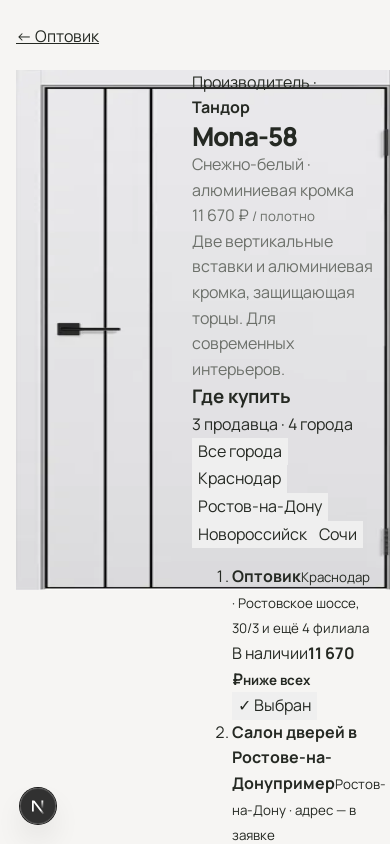 ← Оптовик
Производитель ·
Тандор
Mona-58
Снежно-белый ·
алюминиевая кромка
11 670 ₽ / полотно
Две вертикальные
вставки и алюминиевая
кромка, защищающая
торцы. Для
современных
интерьеров.
Где купить
3 продавца · 4 города
Все города
Краснодар
Ростов-на-Дону
Новороссийск Сочи
1. ОптовикКраснодар
· Ростовское шоссе,
30/3 и ещё 4 филиала
В наличии11 670
₽ниже всех
✓ Выбран
2. Салон дверей в
Ростове-на-
ДонупримерРостов-
на-Дону · адрес — в
заявке
N